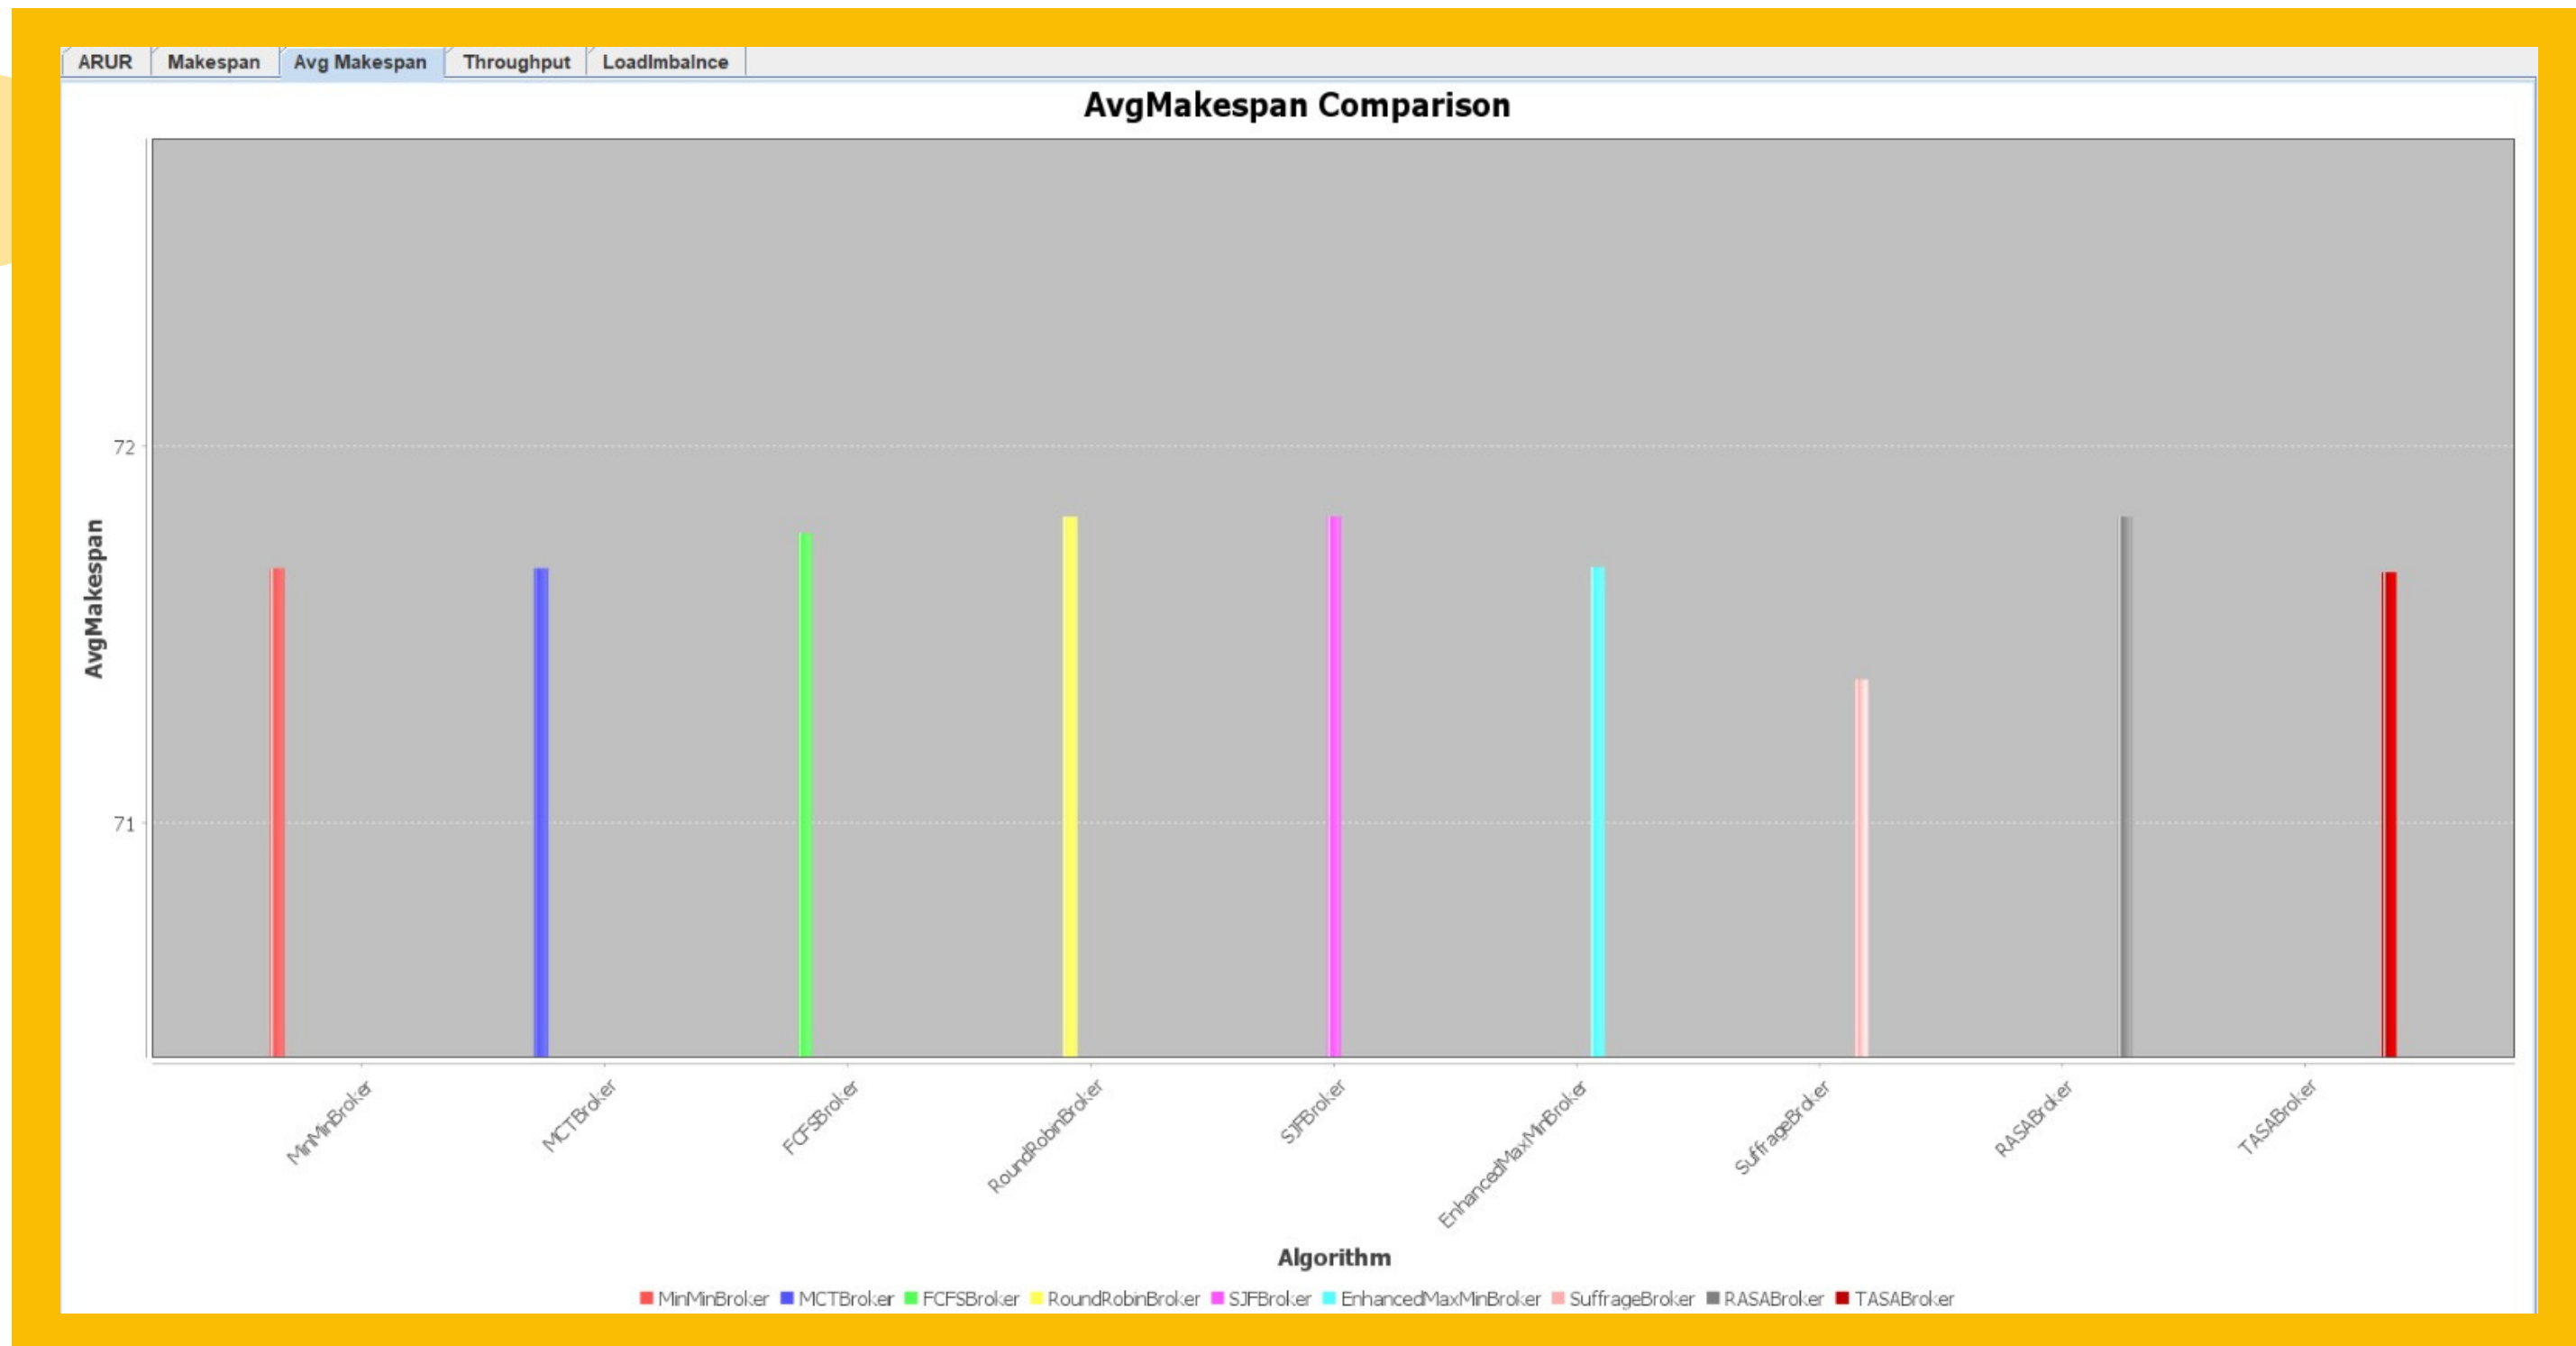 ARUR Makespan Avg Makespan Throughput LoadImbalnce
AvgMakespan Comparison
72
71
AvgMakespan
MinMinBroker MCTBroker FCFSBroker RoundRobinBroker SJFBroker EnhancedMaxMinBroker SuffrageBroker RASABroker TASABroker
Algorithm
MinMinBroker MCTBroker FCFSBroker RoundRobinBroker SJFBroker EnhancedMaxMinBroker SuffrageBroker RASABroker TASABroker